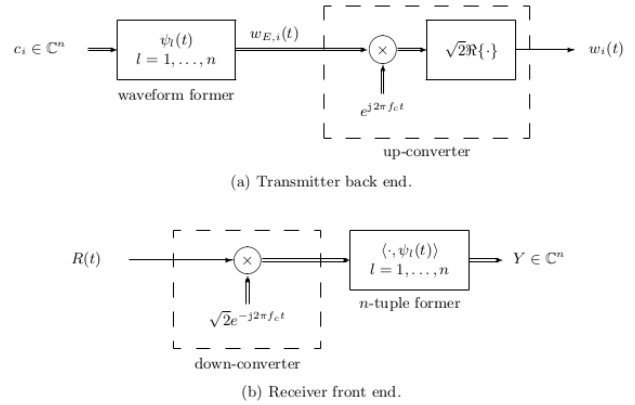 c_i ∈ ℂ^n
ψ_l(t)
l = 1, . . . , n
waveform former
w_{E,i}(t)
×
e^{j2πf_c t}
√2ℜ{·}
up-converter
w_i(t)
(a) Transmitter back end.
R(t)
×
√2e^{−j2πf_c t}
down-converter
⟨·, ψ_l(t)⟩
l = 1, . . . , n
n-tuple former
Y ∈ ℂ^n
(b) Receiver front end.